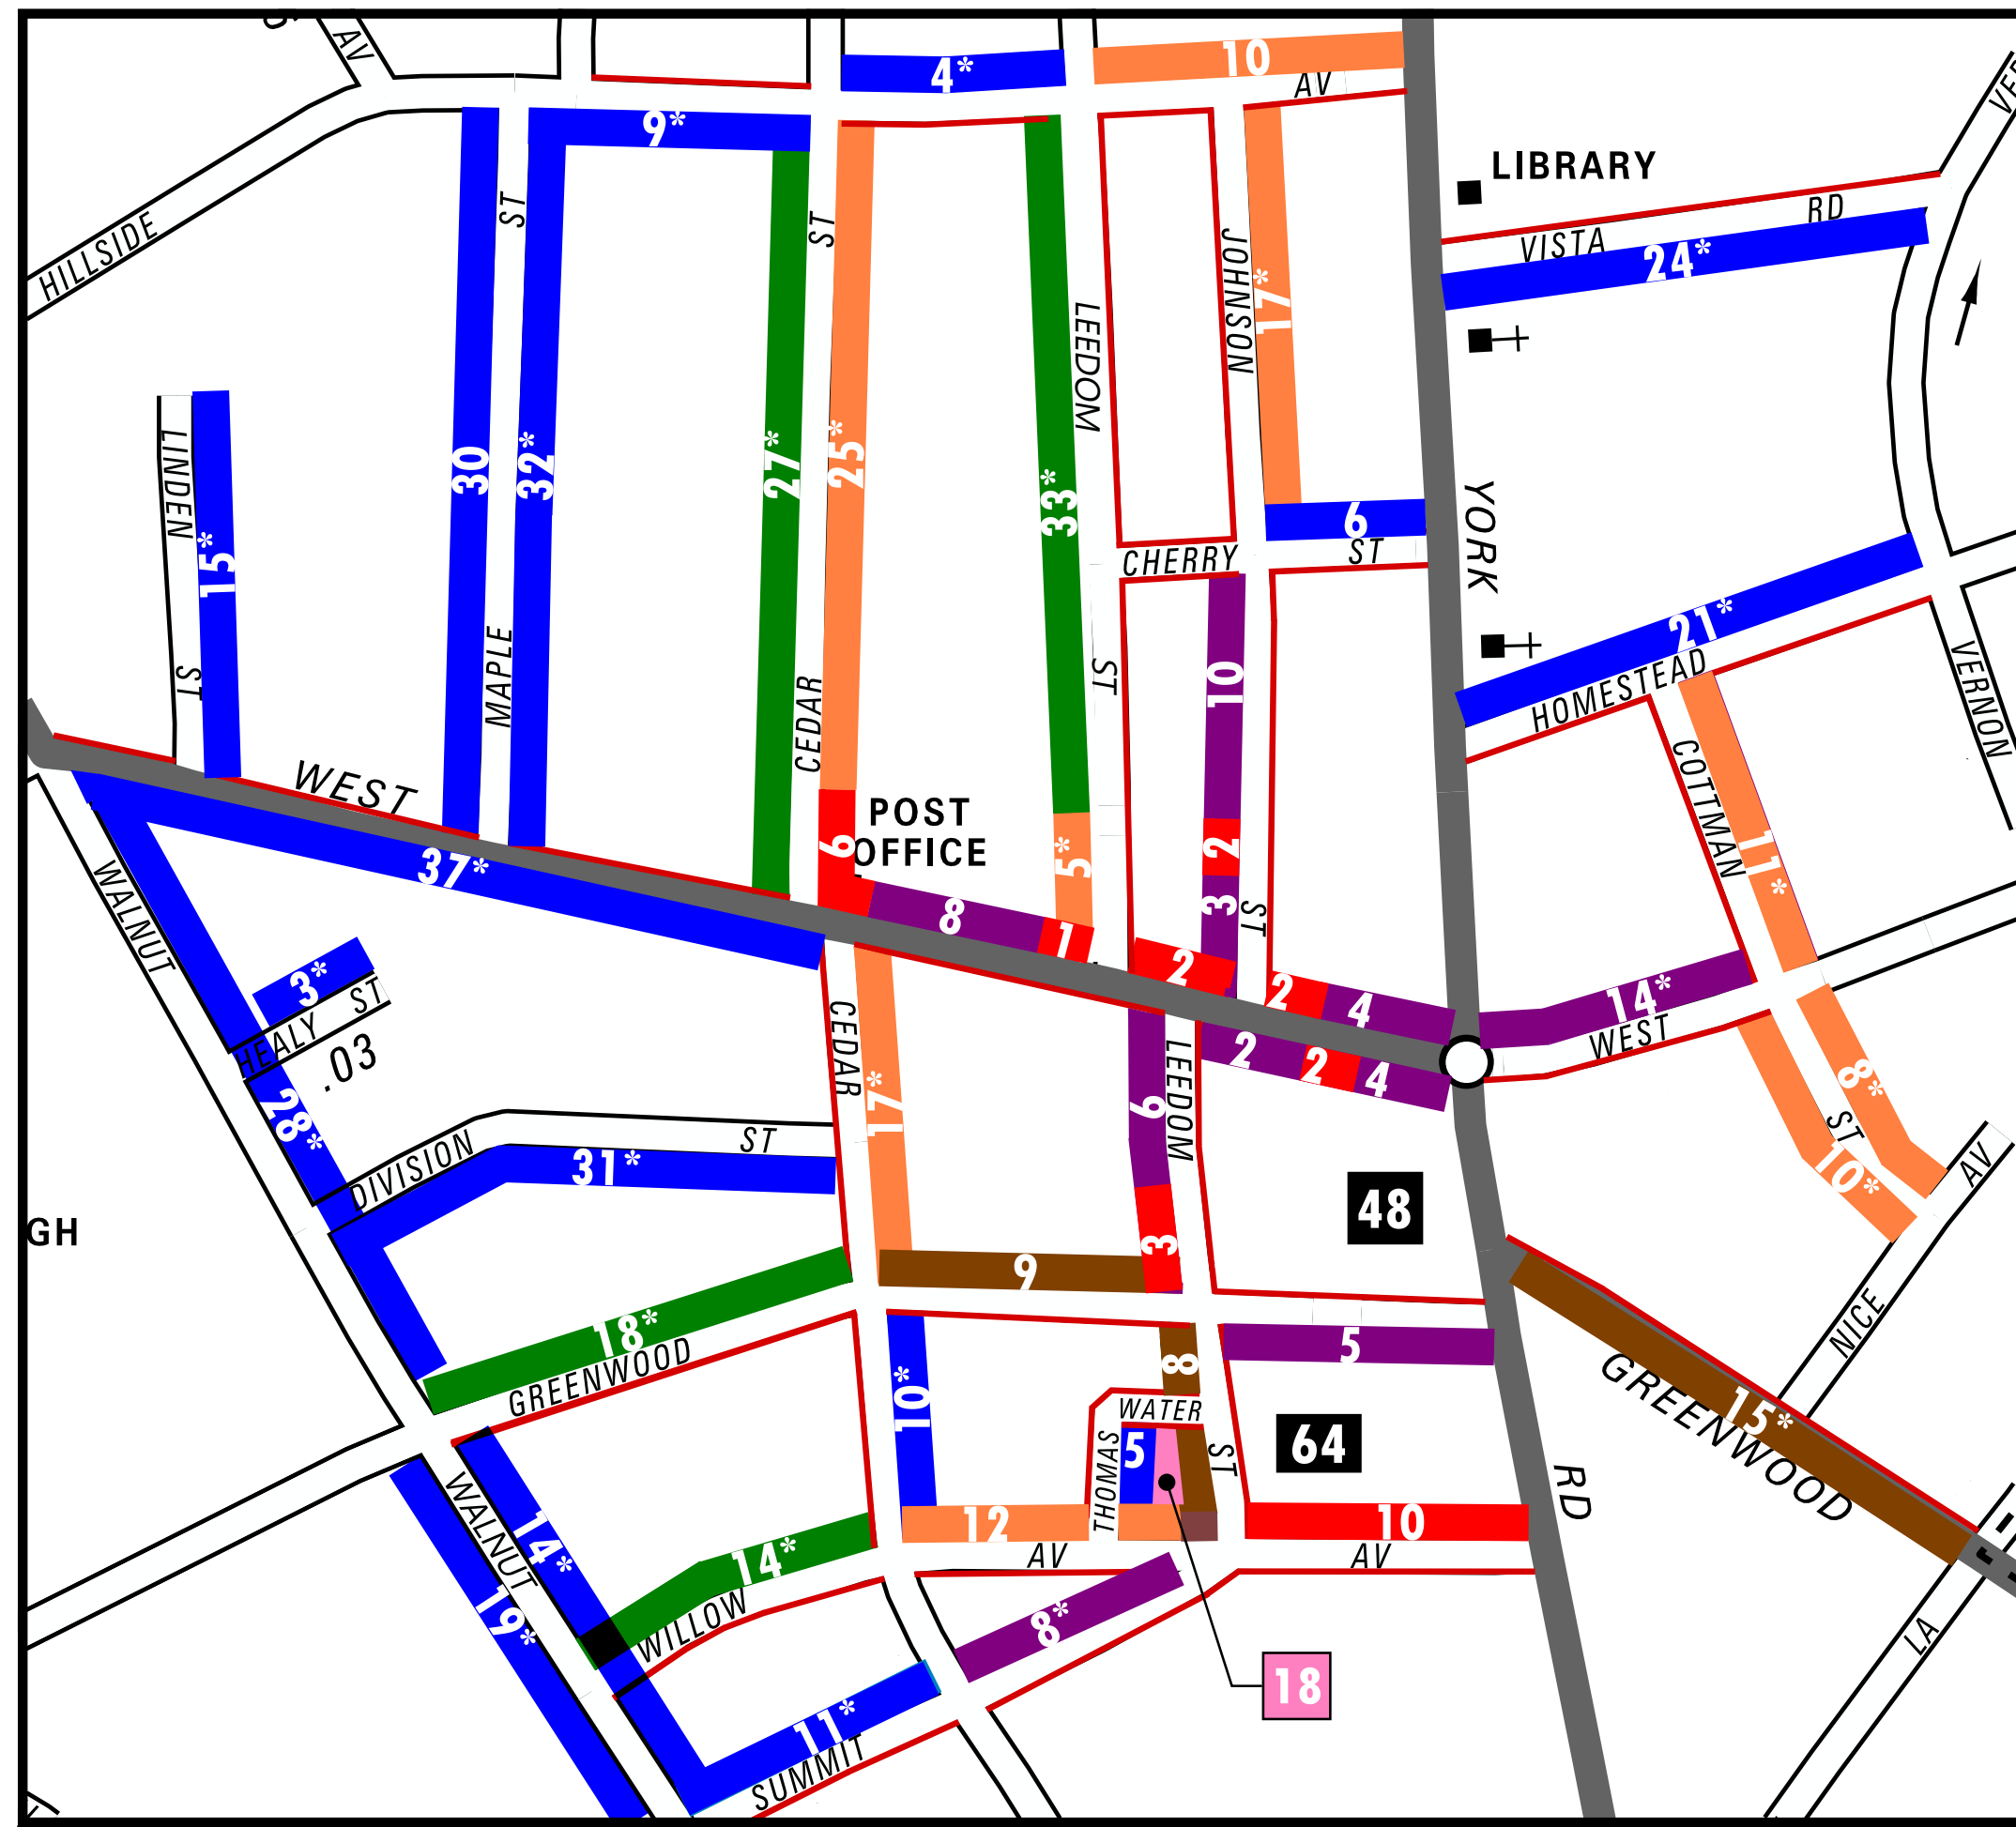 AV
4*
10
AV
9*
LIBRARY
RD
VISTA
24*
HILLSIDE
ST
ST
LEEDOM
JOHNSON
17*
LINDEN
ST
15*
30
32*
27*
25*
33*
6
CHERRY ST
YORK
21*
HOMESTEAD
VERNON
MAPLE
CEDAR
ST
10
COTTMAN
11*
WEST
POST
OFFICE
6
5*
2
3
ST
37*
8
1
2
2
4
14*
WEST
WALNUT
3*
HEALY ST
.03
28*
CEDAR
17*
LEEDOM
6
2
2
4
8*
ST
10*
AV
DIVISION ST
31*
48
GH
3
9
18*
GREENWOOD
10*
8
5
NICE
GREENWOOD
15*
WATER
THOMAS
5
ST
64
RD
WALNUT
14*
19*
14*
WILLOW
12
AV
10
AV
8*
11*
SUMMIT
18
LA